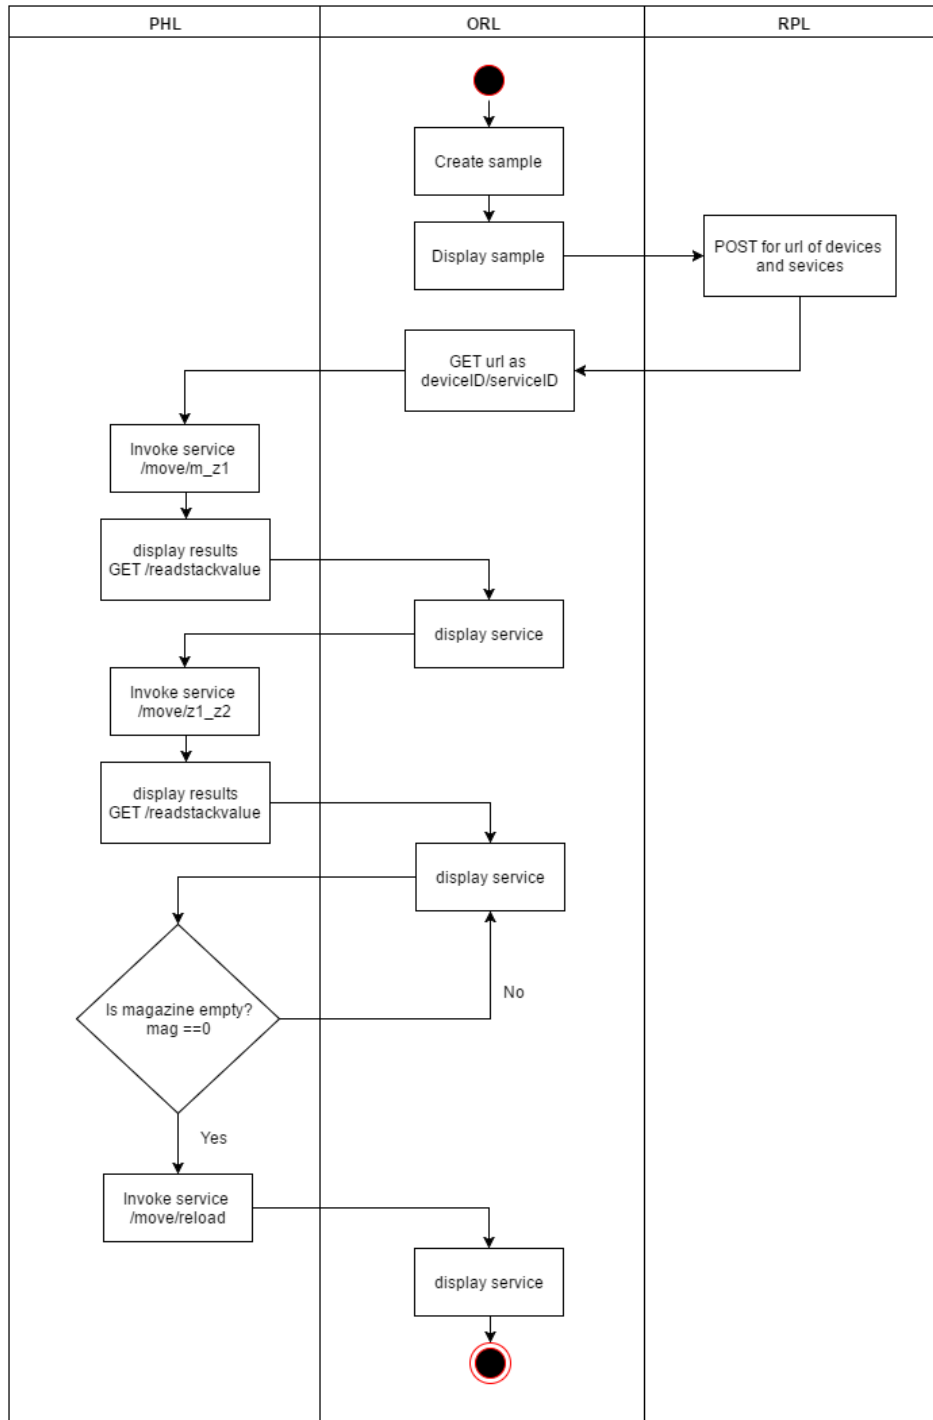 PHL
ORL
RPL
Create sample
Display sample
POST for url of devices
and sevices
GET url as
deviceID/serviceID
Invoke service
/move/m_z1
display results
GET /readstackvalue
display service
Invoke service
/move/z1_z2
display results
GET /readstackvalue
display service
Is magazine empty?
mag ==0
No
Yes
Invoke service
/move/reload
display service